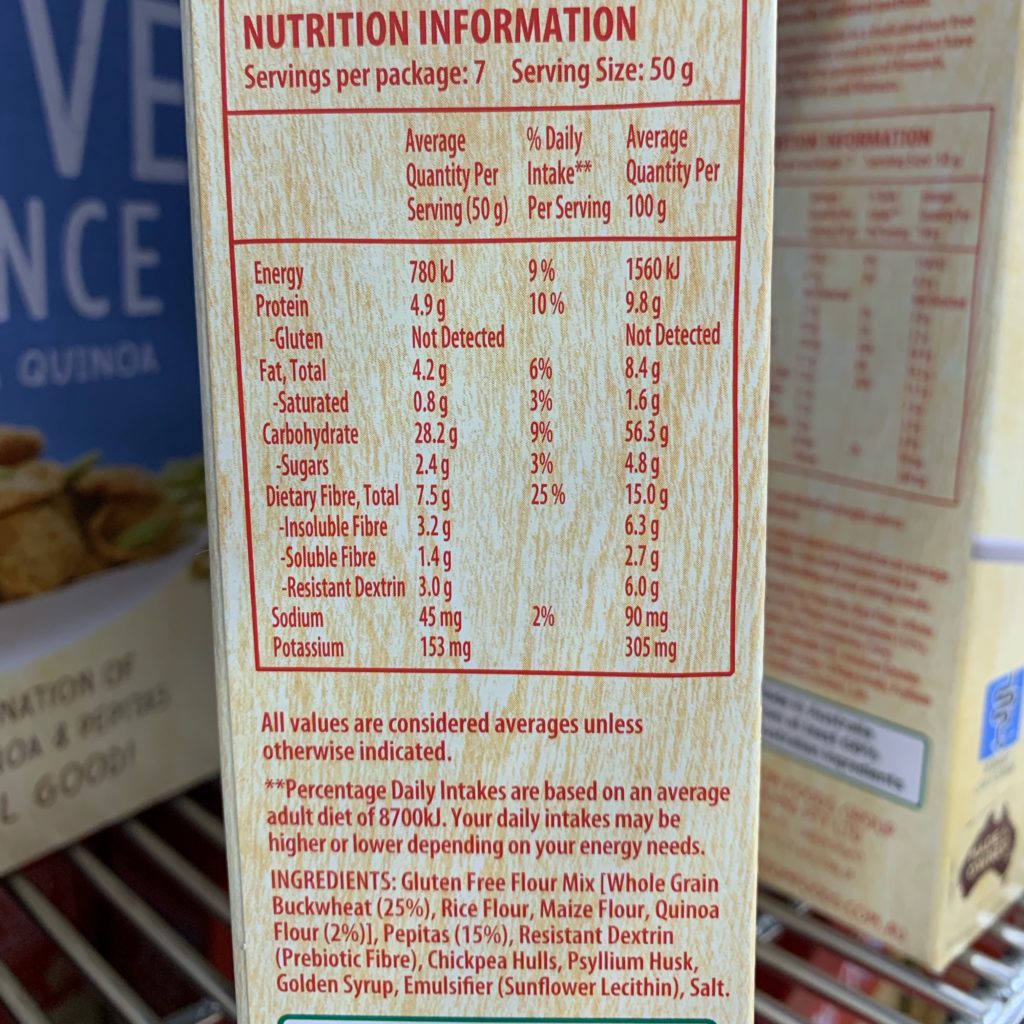 VE
NCE
QUINOA
NATION OF
OA & PEPITAS
L GOOD!
NUTRITION INFORMATION
Servings per package: 7 Serving Size: 50 g
Average % Daily Average
Quantity Per Intake** Quantity Per
Serving (50 g) Per Serving 100 g
Energy 780 kJ 9% 1560 kJ
Protein 4.9 g 10% 9.8 g
-Gluten Not Detected Not Detected
Fat, Total 4.2 g 6% 8.4 g
-Saturated 0.8 g 3% 1.6 g
Carbohydrate 28.2 g 9% 56.3 g
-Sugars 2.4 g 3% 4.8 g
Dietary Fibre, Total 7.5 g 25% 15.0 g
-Insoluble Fibre 3.2 g 6.3 g
-Soluble Fibre 1.4 g 2.7 g
-Resistant Dextrin 3.0 g 6.0 g
Sodium 45 mg 2% 90 mg
Potassium 153 mg 305 mg
All values are considered averages unless
otherwise indicated.
**Percentage Daily Intakes are based on an average
adult diet of 8700kJ. Your daily intakes may be
higher or lower depending on your energy needs.
INGREDIENTS: Gluten Free Flour Mix [Whole Grain
Buckwheat (25%), Rice Flour, Maize Flour, Quinoa
Flour (2%)], Pepitas (15%), Resistant Dextrin
(Prebiotic Fibre), Chickpea Hulls, Psyllium Husk,
Golden Syrup, Emulsifier (Sunflower Lecithin), Salt.
INFORMATION